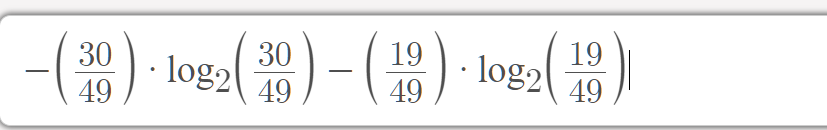 −(30/49) · log₂(30/49) − (19/49) · log₂(19/49)